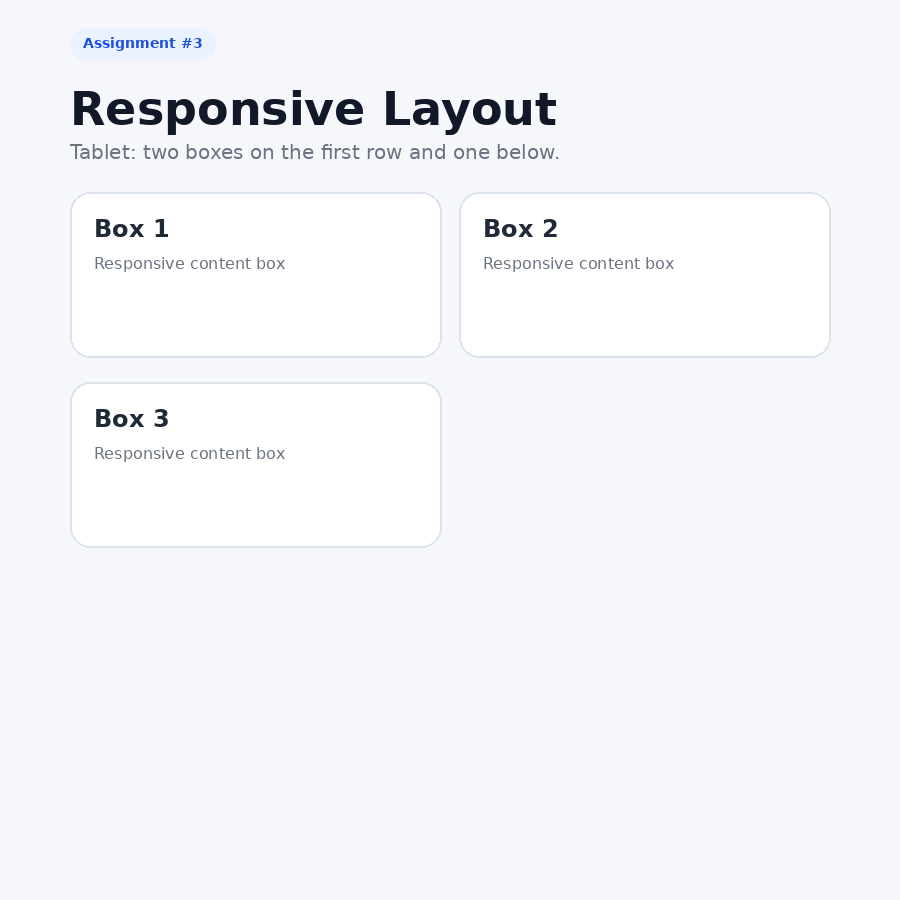 Assignment #3
Responsive Layout
Tablet: two boxes on the first row and one below.
Box 1
Responsive content box
Box 2
Responsive content box
Box 3
Responsive content box